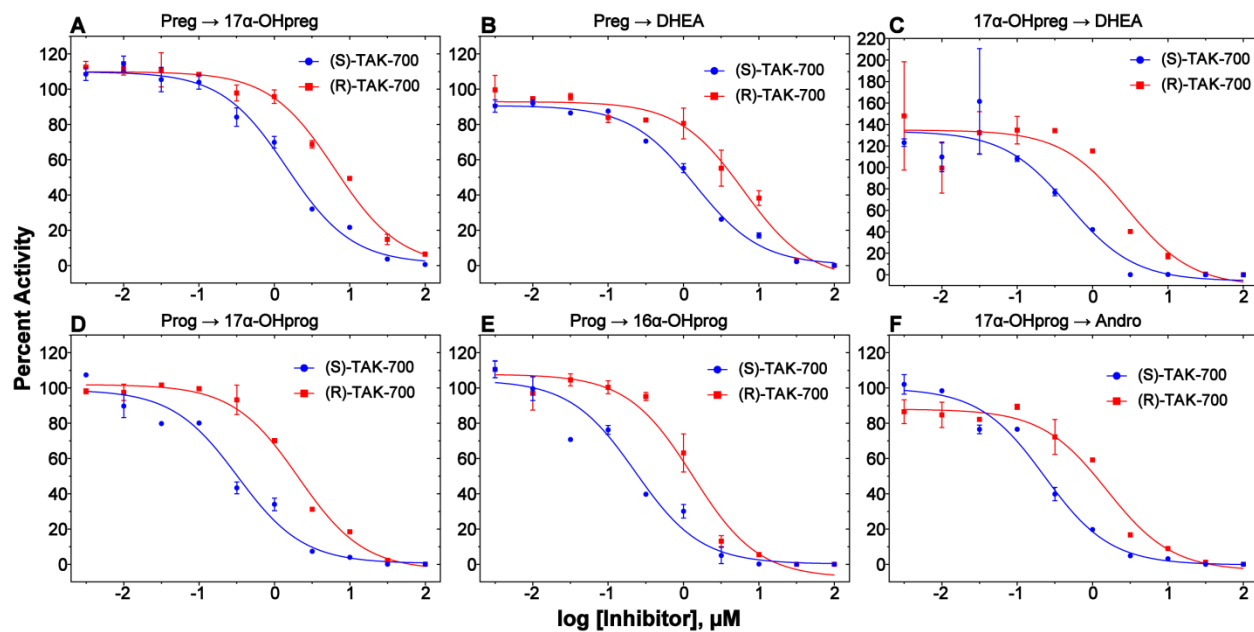 A Preg → 17α-OHpreg
120
100
80
60
40
20
0
(S)-TAK-700
(R)-TAK-700
-2 -1 0 1 2
B Preg → DHEA
120
100
80
60
40
20
0
(S)-TAK-700
(R)-TAK-700
-2 -1 0 1 2
C 17α-OHpreg → DHEA
220
200
180
160
140
120
100
80
60
40
20
0
(S)-TAK-700
(R)-TAK-700
-2 -1 0 1 2
Percent Activity
D Prog → 17α-OHprog
120
100
80
60
40
20
0
(S)-TAK-700
(R)-TAK-700
-2 -1 0 1 2
E Prog → 16α-OHprog
120
100
80
60
40
20
0
(S)-TAK-700
(R)-TAK-700
-2 -1 0 1 2
F 17α-OHprog → Andro
120
100
80
60
40
20
0
(S)-TAK-700
(R)-TAK-700
-2 -1 0 1 2
log [Inhibitor], µM